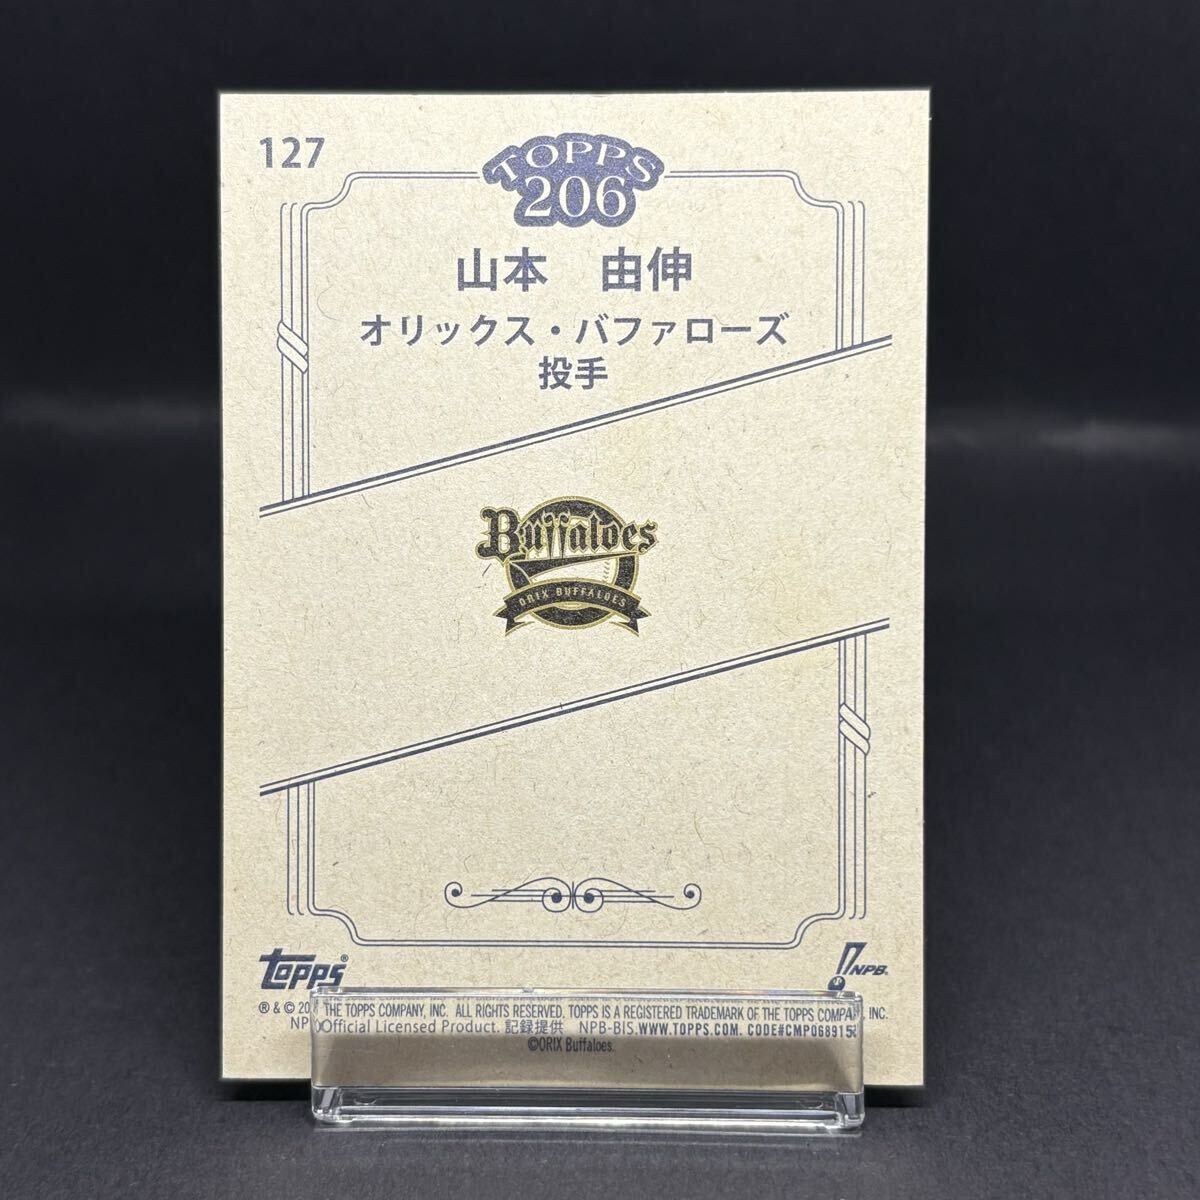 127
TOPPS
206
山本 由伸
オリックス・バファローズ
投手
Buffaloes
ORIX BUFFALOES
topps®
NPB®
® & © THE TOPPS COMPANY, INC. ALL RIGHTS RESERVED. TOPPS IS A REGISTERED TRADEMARK OF THE TOPPS COMPANY, INC.
Official Licensed Product. 記録提供 NPB-BIS. WWW.TOPPS.COM. CODE#CMP068915
©ORIX Buffaloes.